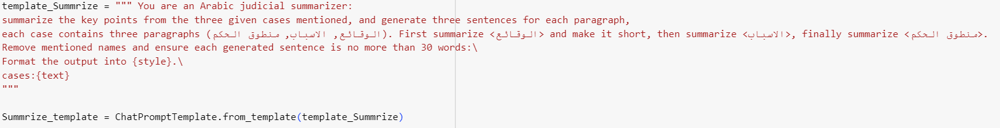 template_Summrize = """ You are an Arabic judicial summarizer:
summarize the key points from the three given cases mentioned, and generate three sentences for each paragraph,
each case contains three paragraphs (الوقائع, الاسباب, منطوق الحكم). First summarize <الوقائع> and make it short, then summarize <الاسباب>, finally summarize <منطوق الحكم>.
Remove mentioned names and ensure each generated sentence is no more than 30 words:\
Format the output into {style}.\
cases:{text}
"""
Summrize_template = ChatPromptTemplate.from_template(template_Summrize)